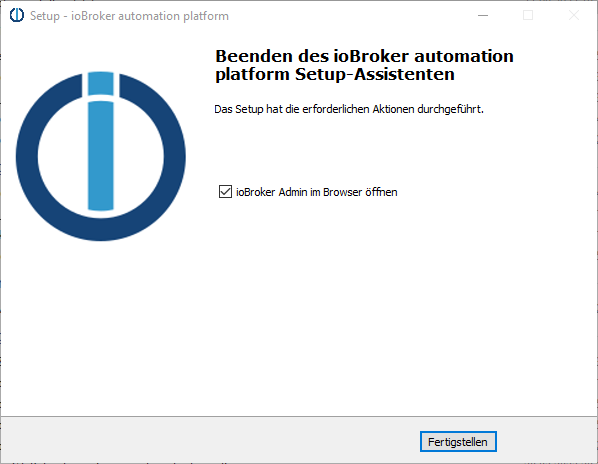 Setup - ioBroker automation platform
Beenden des ioBroker automation
platform Setup-Assistenten
Das Setup hat die erforderlichen Aktionen durchgeführt.
ioBroker Admin im Browser öffnen
Fertigstellen